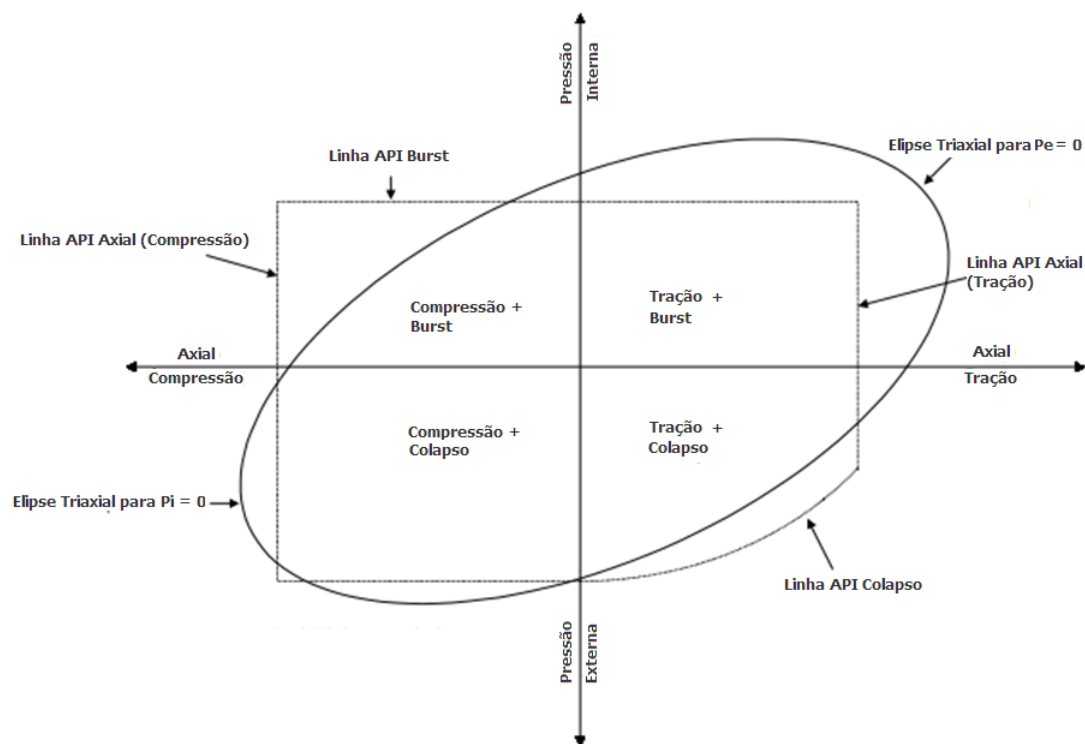 Pressão
Interna
Linha API Burst
Elipse Triaxial para Pe = 0
Linha API Axial (Compressão)
Linha API Axial
(Tração)
Compressão +
Burst
Tração +
Burst
Axial
Compressão
Axial
Tração
Compressão +
Colapso
Tração +
Colapso
Elipse Triaxial para Pi = 0
Linha API Colapso
Pressão
Externa